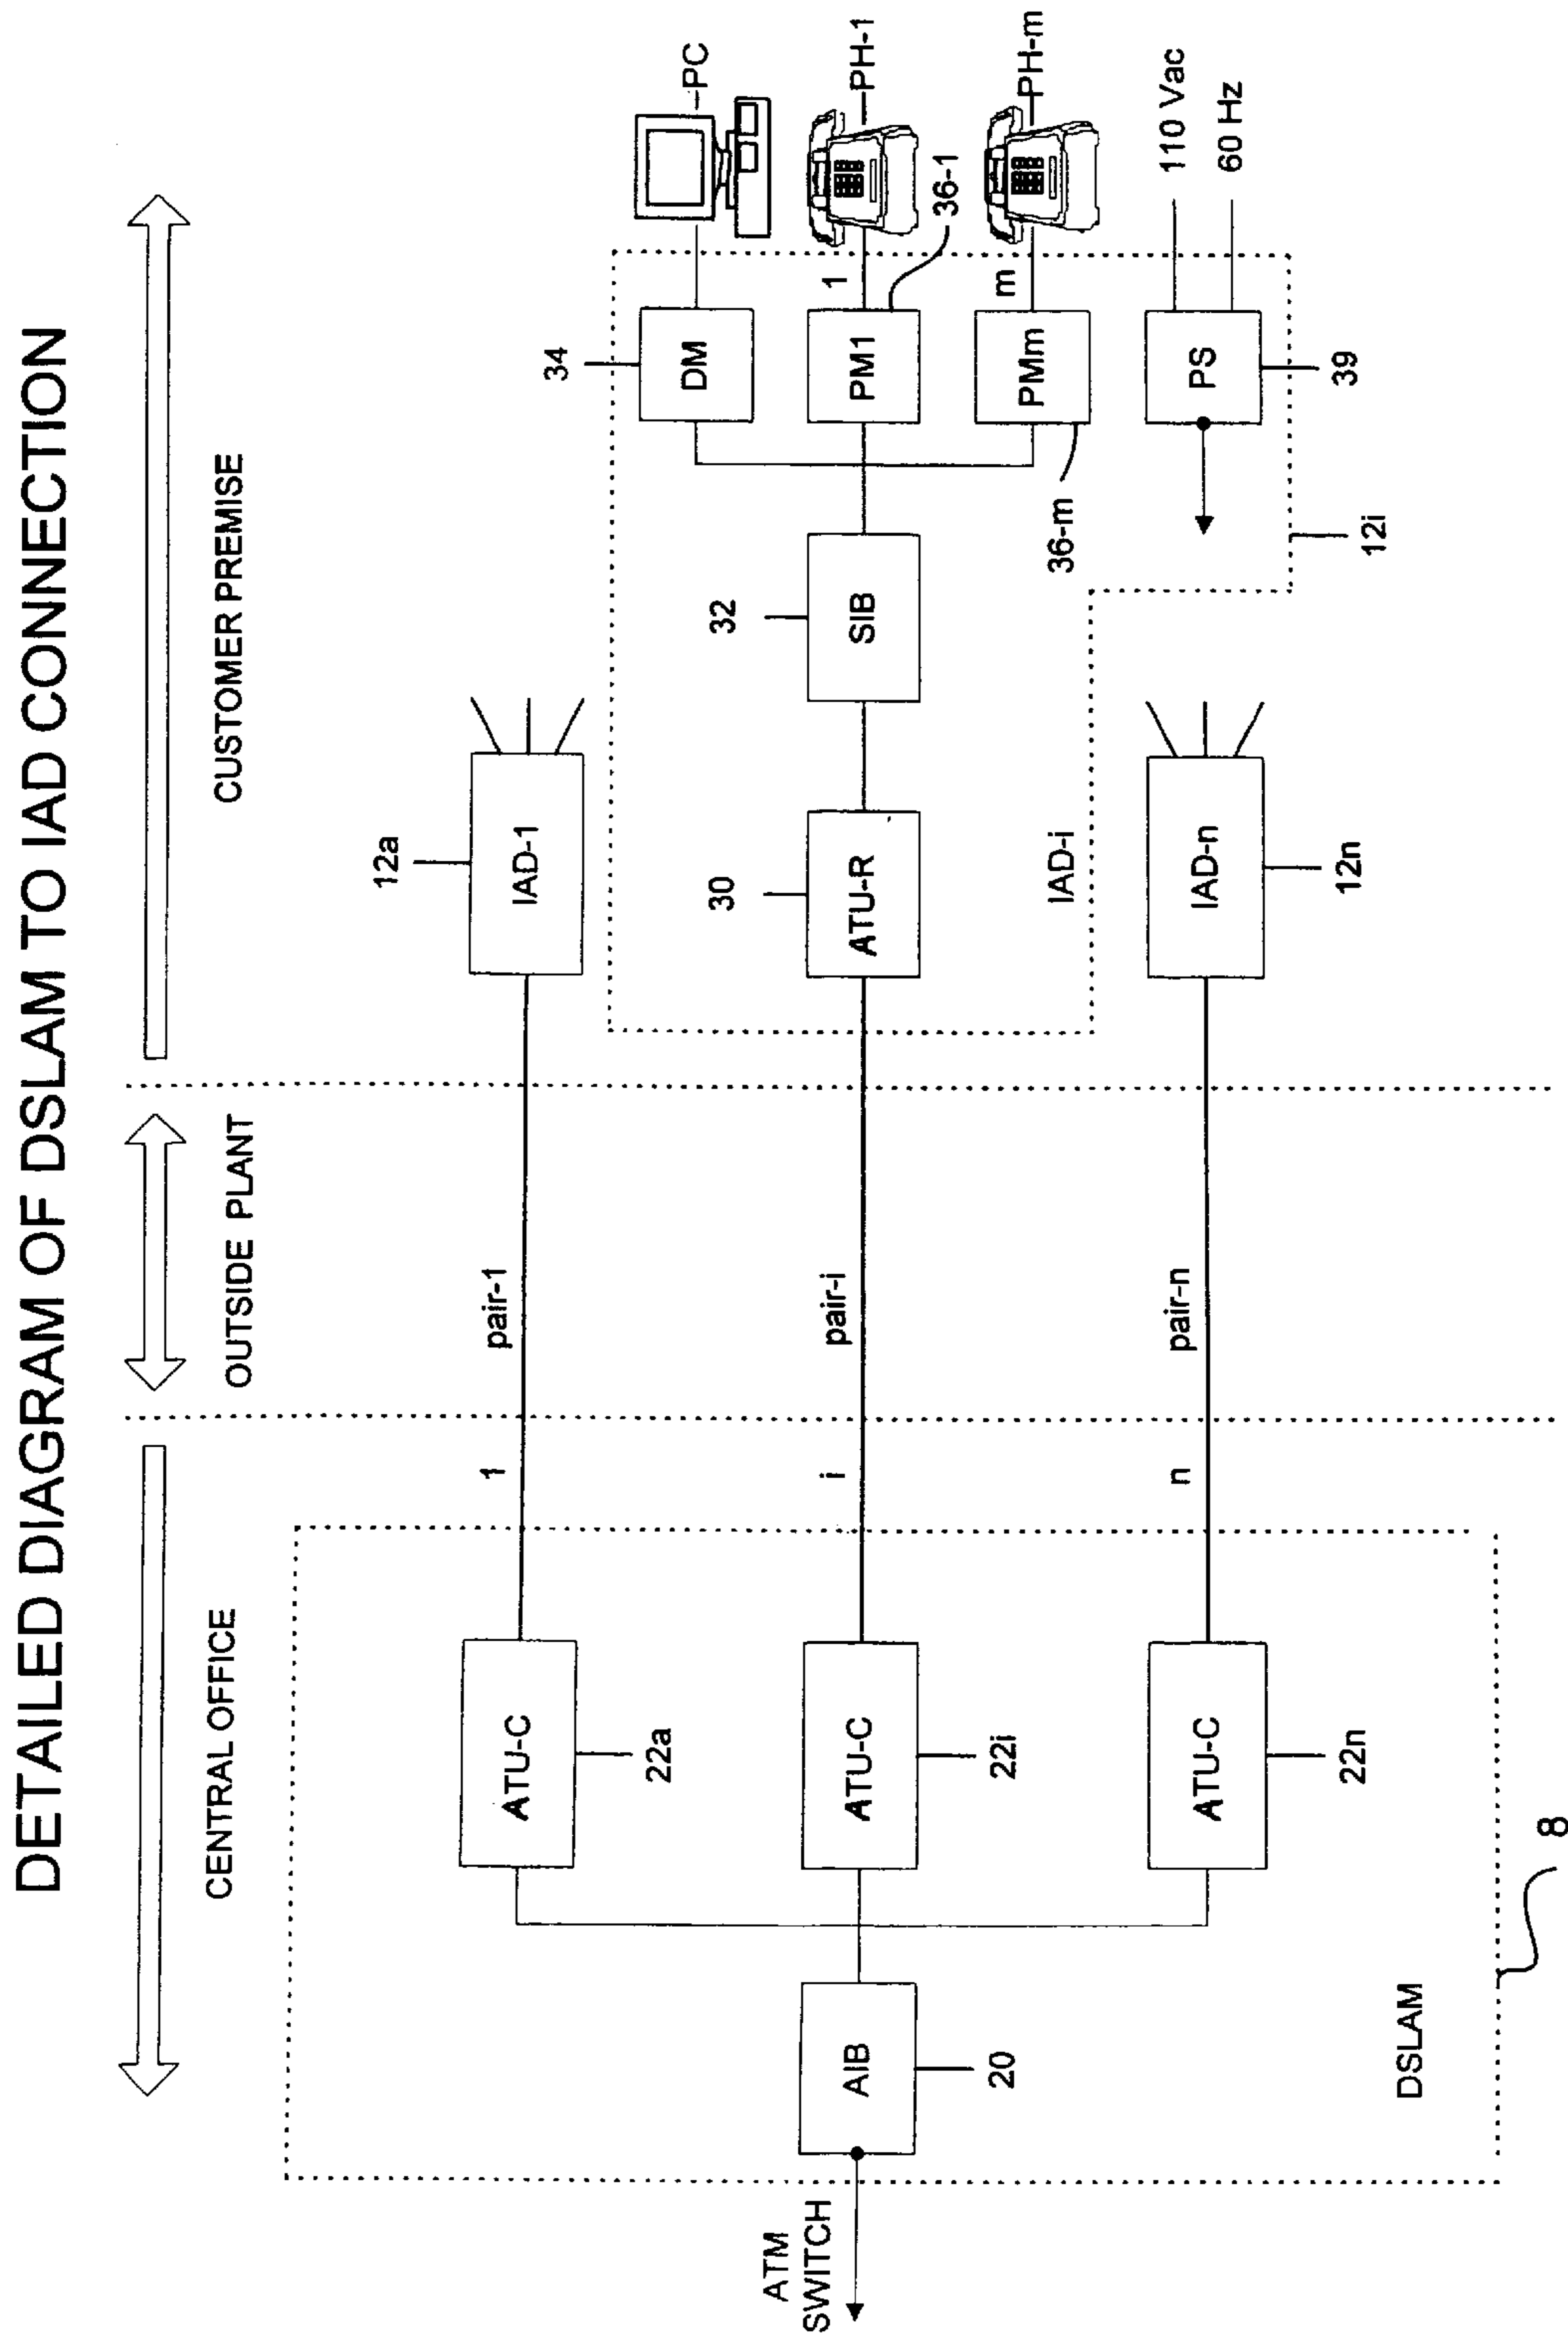 DETAILED DIAGRAM OF DSLAM TO IAD CONNECTION
CENTRAL OFFICE
OUTSIDE PLANT
CUSTOMER PREMISE
ATM
SWITCH
AIB
20
DSLAM
8
ATU-C
22a
ATU-C
22i
ATU-C
22n
1
pair-1
i
pair-i
n
pair-n
12a
IAD-1
30
ATU-R
32
SIB
IAD-i
IAD-n
12n
34
DM
PC
PM1
1
PH-1
36-1
PMm
m
PH-m
36-m
PS
39
110 Vac
60 Hz
12i